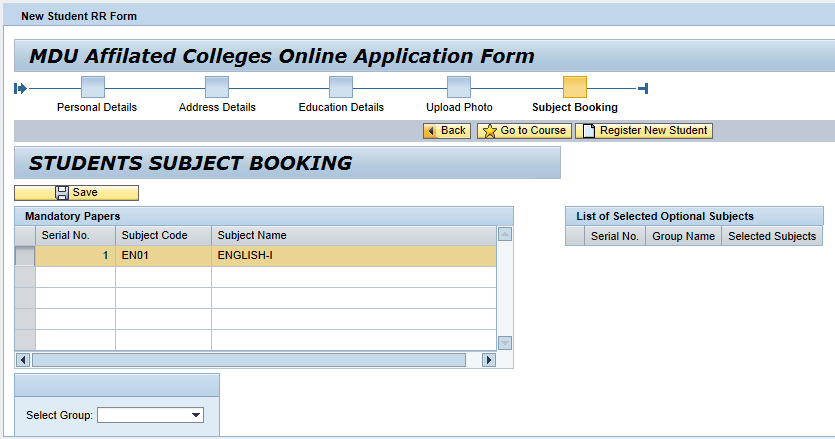 New Student RR Form
MDU Affilated Colleges Online Application Form
Personal Details Address Details Education Details Upload Photo Subject Booking
Back Go to Course Register New Student
STUDENTS SUBJECT BOOKING
Save
Mandatory Papers
Serial No. Subject Code Subject Name
1 EN01 ENGLISH-I
List of Selected Optional Subjects
Serial No. Group Name Selected Subjects
Select Group: